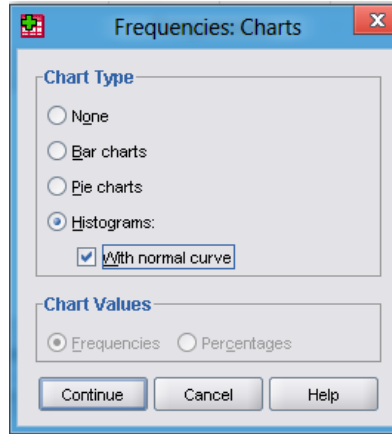 Frequencies: Charts
x
Chart Type
None
Bar charts
Pie charts
Histograms:
With normal curve
Chart Values
Frequencies Percentages
Continue Cancel Help